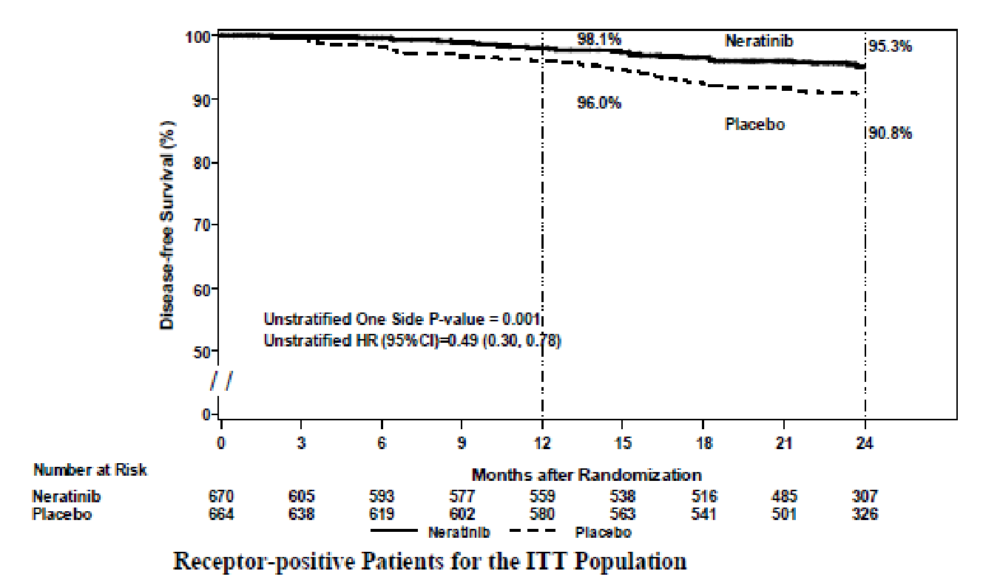 100
98.1%
Neratinib
95.3%
90
96.0%
Placebo
90.8%
80
70
60
50
0
Disease-free Survival (%)
Unstratified One Side P-value = 0.001
Unstratified HR (95%CI)=0.49 (0.30, 0.78)
//
0 3 6 9 12 15 18 21 24
Number at Risk
Months after Randomization
Neratinib 670 605 593 577 559 538 516 485 307
Placebo 664 638 619 602 580 563 541 501 326
Neratinib Placebo
Receptor-positive Patients for the ITT Population